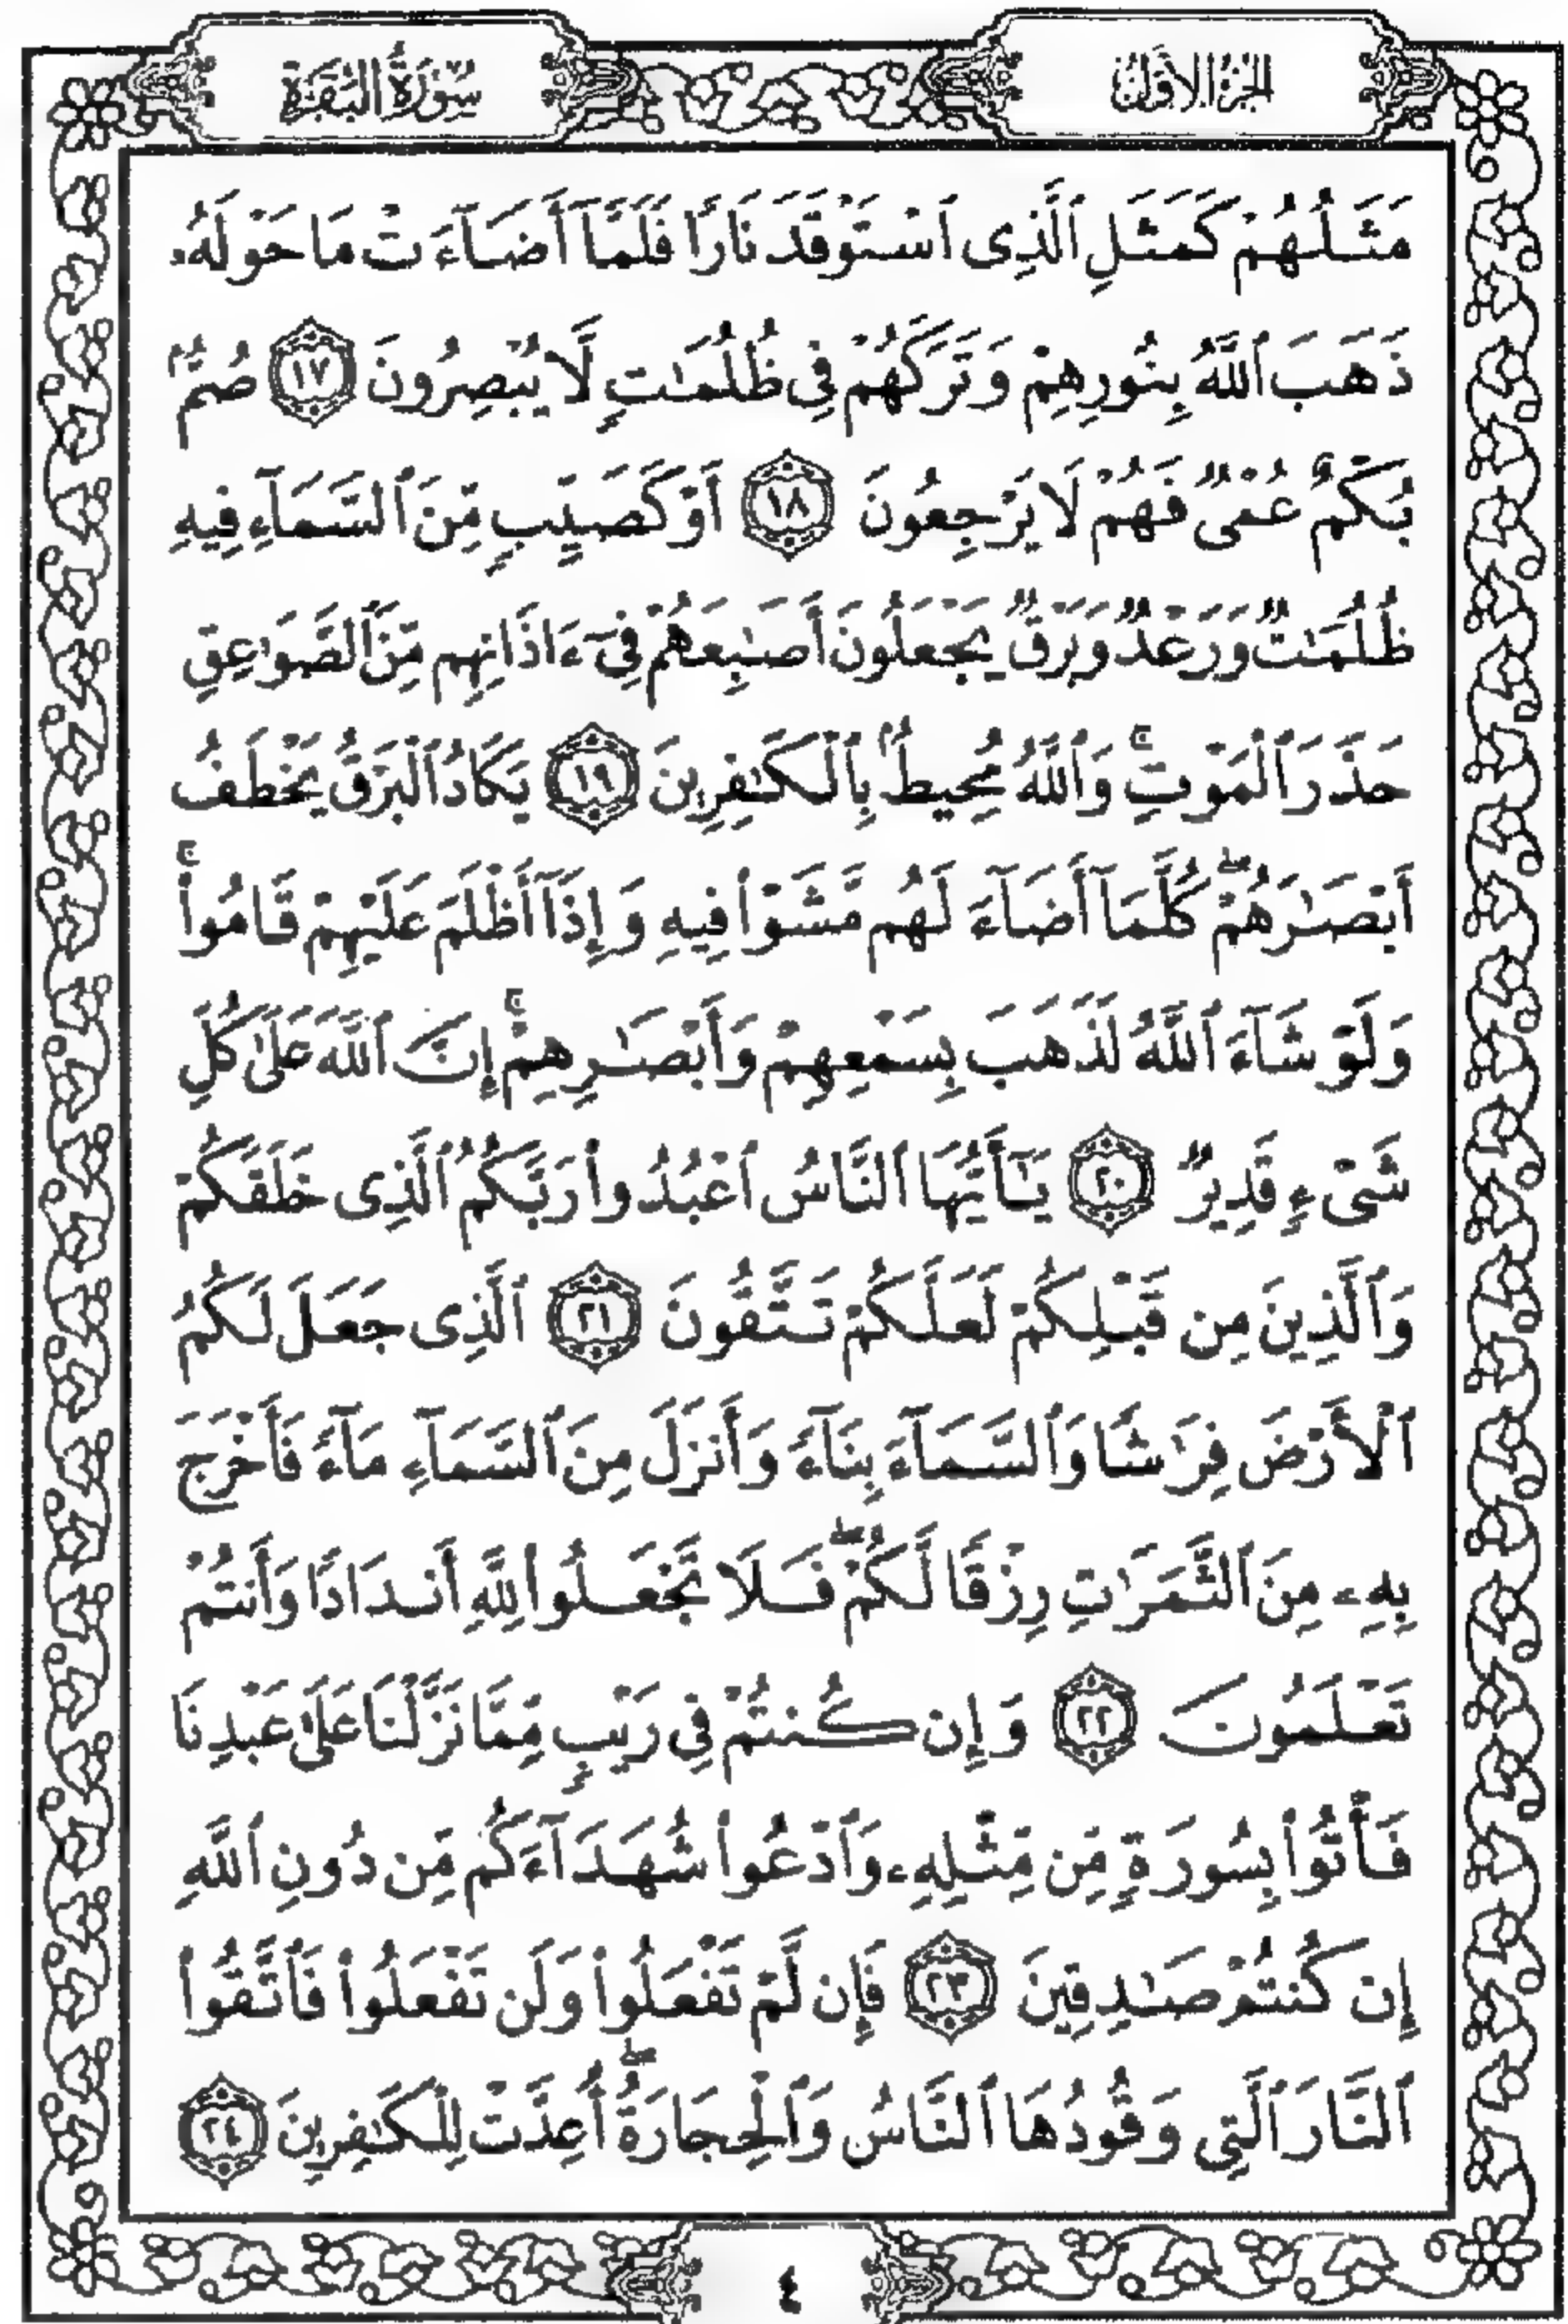 الجزء الأول
سورة البقرة
مَثَلُهُمْ كَمَثَلِ ٱلَّذِى ٱسْتَوْقَدَ نَارًا فَلَمَّآ أَضَآءَتْ مَا حَوْلَهُۥ
ذَهَبَ ٱللَّهُ بِنُورِهِمْ وَتَرَكَهُمْ فِى ظُلُمَـٰتٍ لَّا يُبْصِرُونَ ١٧ صُمٌّۢ
بُكْمٌ عُمْىٌ فَهُمْ لَا يَرْجِعُونَ ١٨ أَوْ كَصَيِّبٍ مِّنَ ٱلسَّمَآءِ فِيهِ
ظُلُمَـٰتٌ وَرَعْدٌ وَبَرْقٌ يَجْعَلُونَ أَصَـٰبِعَهُمْ فِىٓ ءَاذَانِهِم مِّنَ ٱلصَّوَٰعِقِ
حَذَرَ ٱلْمَوْتِ ۚ وَٱللَّهُ مُحِيطٌۢ بِٱلْكَـٰفِرِينَ ١٩ يَكَادُ ٱلْبَرْقُ يَخْطَفُ
أَبْصَـٰرَهُمْ ۖ كُلَّمَآ أَضَآءَ لَهُم مَّشَوْا۟ فِيهِ وَإِذَآ أَظْلَمَ عَلَيْهِمْ قَامُوا۟ ۚ
وَلَوْ شَآءَ ٱللَّهُ لَذَهَبَ بِسَمْعِهِمْ وَأَبْصَـٰرِهِمْ ۚ إِنَّ ٱللَّهَ عَلَىٰ كُلِّ
شَىْءٍ قَدِيرٌ ٢٠ يَـٰٓأَيُّهَا ٱلنَّاسُ ٱعْبُدُوا۟ رَبَّكُمُ ٱلَّذِى خَلَقَكُمْ
وَٱلَّذِينَ مِن قَبْلِكُمْ لَعَلَّكُمْ تَتَّقُونَ ٢١ ٱلَّذِى جَعَلَ لَكُمُ
ٱلْأَرْضَ فِرَٰشًا وَٱلسَّمَآءَ بِنَآءً وَأَنزَلَ مِنَ ٱلسَّمَآءِ مَآءً فَأَخْرَجَ
بِهِۦ مِنَ ٱلثَّمَرَٰتِ رِزْقًا لَّكُمْ ۖ فَلَا تَجْعَلُوا۟ لِلَّهِ أَندَادًا وَأَنتُمْ
تَعْلَمُونَ ٢٢ وَإِن كُنتُمْ فِى رَيْبٍ مِّمَّا نَزَّلْنَا عَلَىٰ عَبْدِنَا
فَأْتُوا۟ بِسُورَةٍ مِّن مِّثْلِهِۦ وَٱدْعُوا۟ شُهَدَآءَكُم مِّن دُونِ ٱللَّهِ
إِن كُنتُمْ صَـٰدِقِينَ ٢٣ فَإِن لَّمْ تَفْعَلُوا۟ وَلَن تَفْعَلُوا۟ فَٱتَّقُوا۟
ٱلنَّارَ ٱلَّتِى وَقُودُهَا ٱلنَّاسُ وَٱلْحِجَارَةُ ۖ أُعِدَّتْ لِلْكَـٰفِرِينَ ٢٤
٤